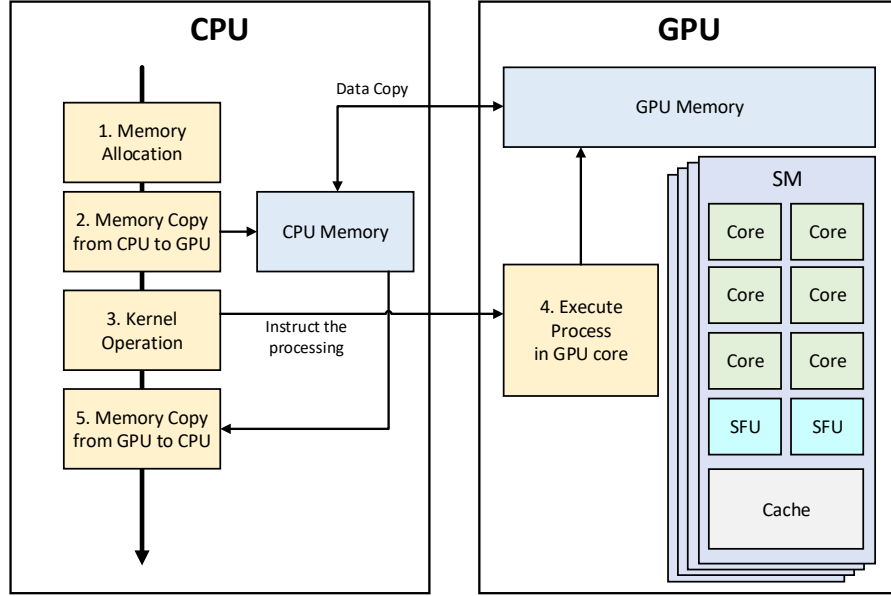 CPU
1. Memory
Allocation
2. Memory Copy
from CPU to GPU
3. Kernel
Operation
5. Memory Copy
from GPU to CPU
Data Copy
CPU Memory
Instruct the
processing
GPU
GPU Memory
4. Execute
Process
in GPU core
SM
Core Core
Core Core
Core Core
SFU SFU
Cache